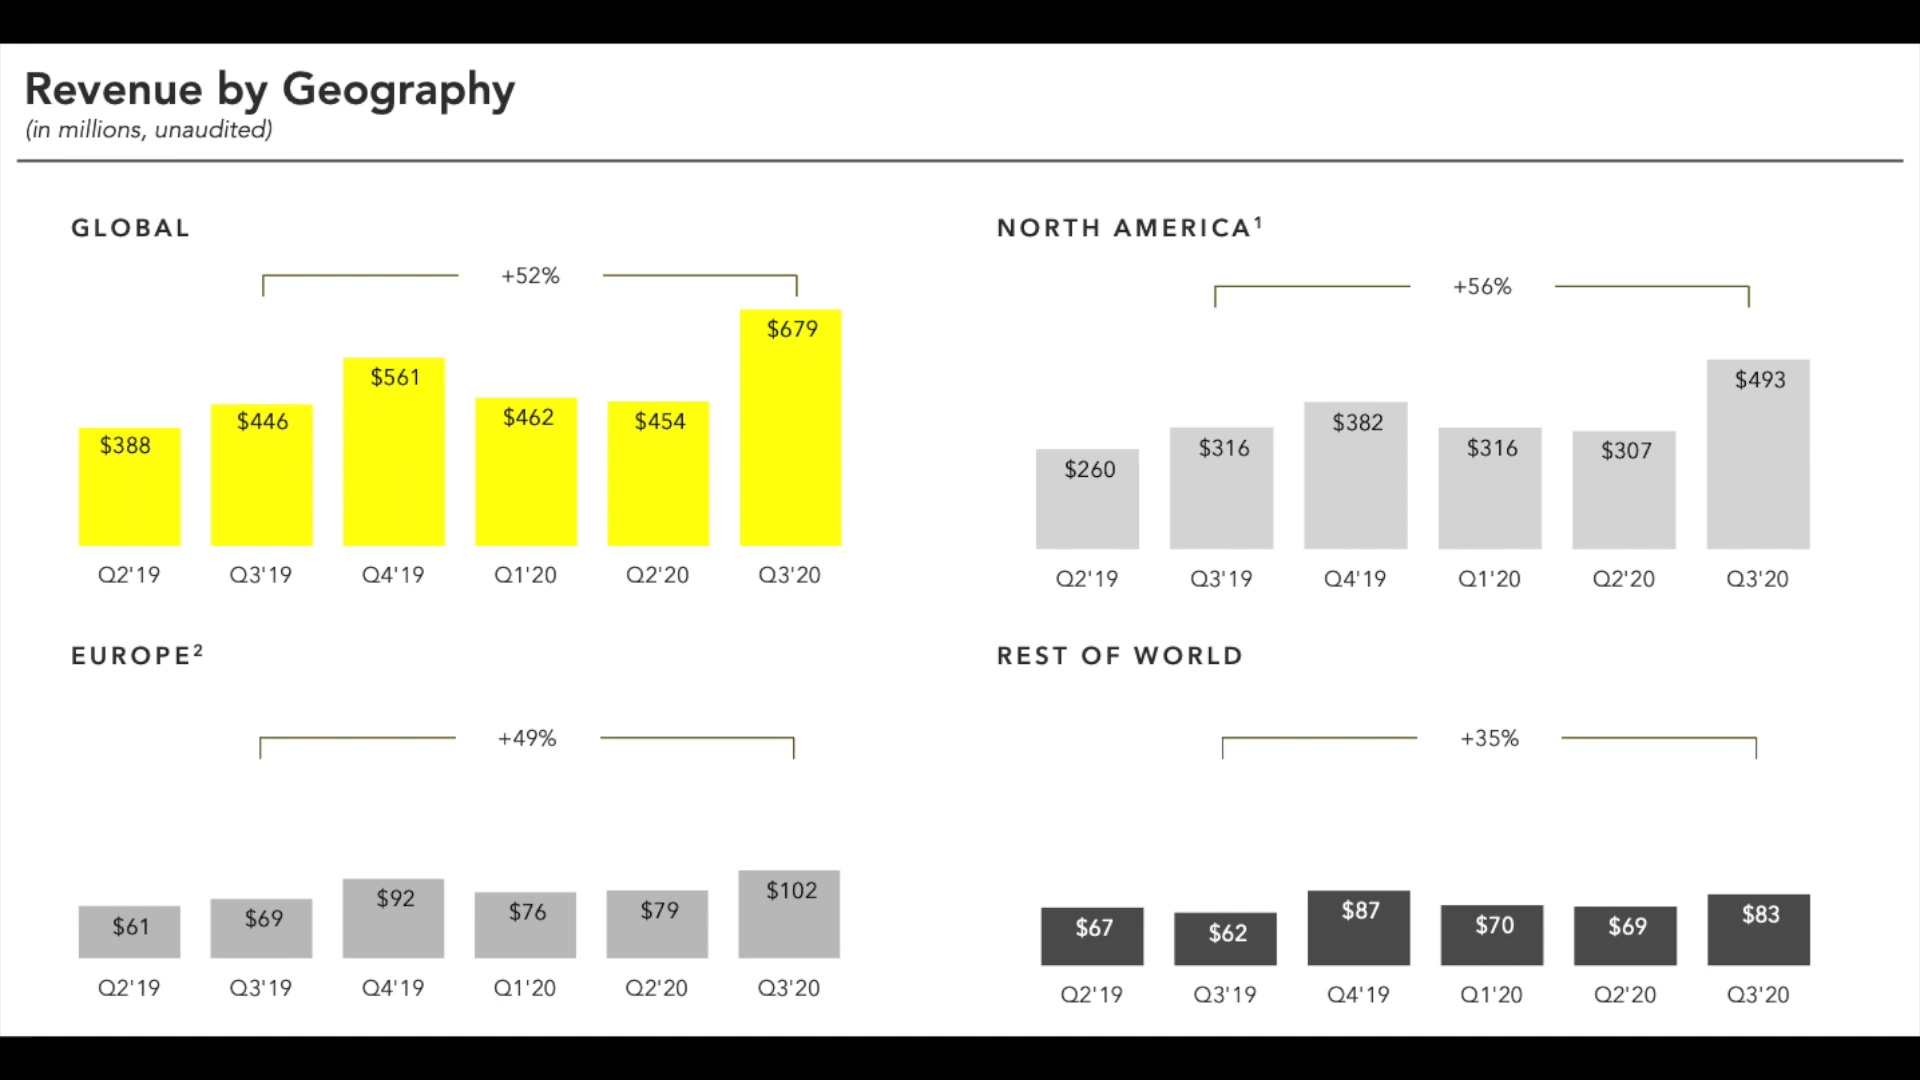 Revenue by Geography
(in millions, unaudited)
GLOBAL
+52%
$388 $446 $561 $462 $454 $679
Q2'19 Q3'19 Q4'19 Q1'20 Q2'20 Q3'20
NORTH AMERICA¹
+56%
$260 $316 $382 $316 $307 $493
Q2'19 Q3'19 Q4'19 Q1'20 Q2'20 Q3'20
EUROPE²
+49%
$61 $69 $92 $76 $79 $102
Q2'19 Q3'19 Q4'19 Q1'20 Q2'20 Q3'20
REST OF WORLD
+35%
$67 $62 $87 $70 $69 $83
Q2'19 Q3'19 Q4'19 Q1'20 Q2'20 Q3'20